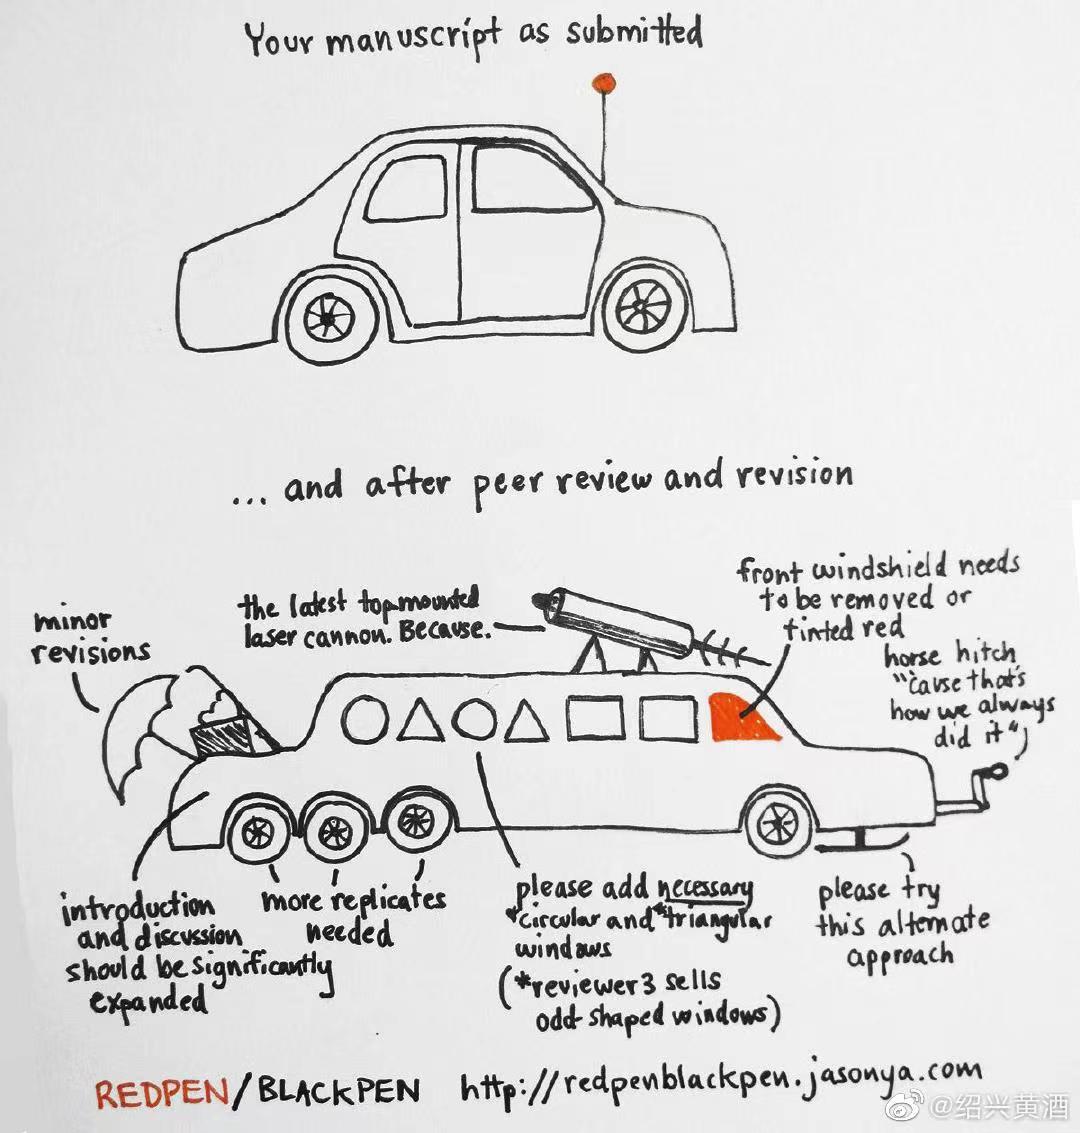 Your manuscript as submitted
... and after peer review and revision
minor
revisions
the latest top-mounted
laser cannon. Because.
front windshield needs
to be removed or
tinted red
horse hitch
"'cause that's
how we always
did it"
introduction
and discussion
should be significantly
expanded
more replicates
needed
please add necessary
*circular and *triangular
windows
(*reviewer 3 sells
odd-shaped windows)
please try
this alternate
approach
REDPEN/BLACKPEN http://redpenblackpen.jasonya.com
@绍兴黄酒